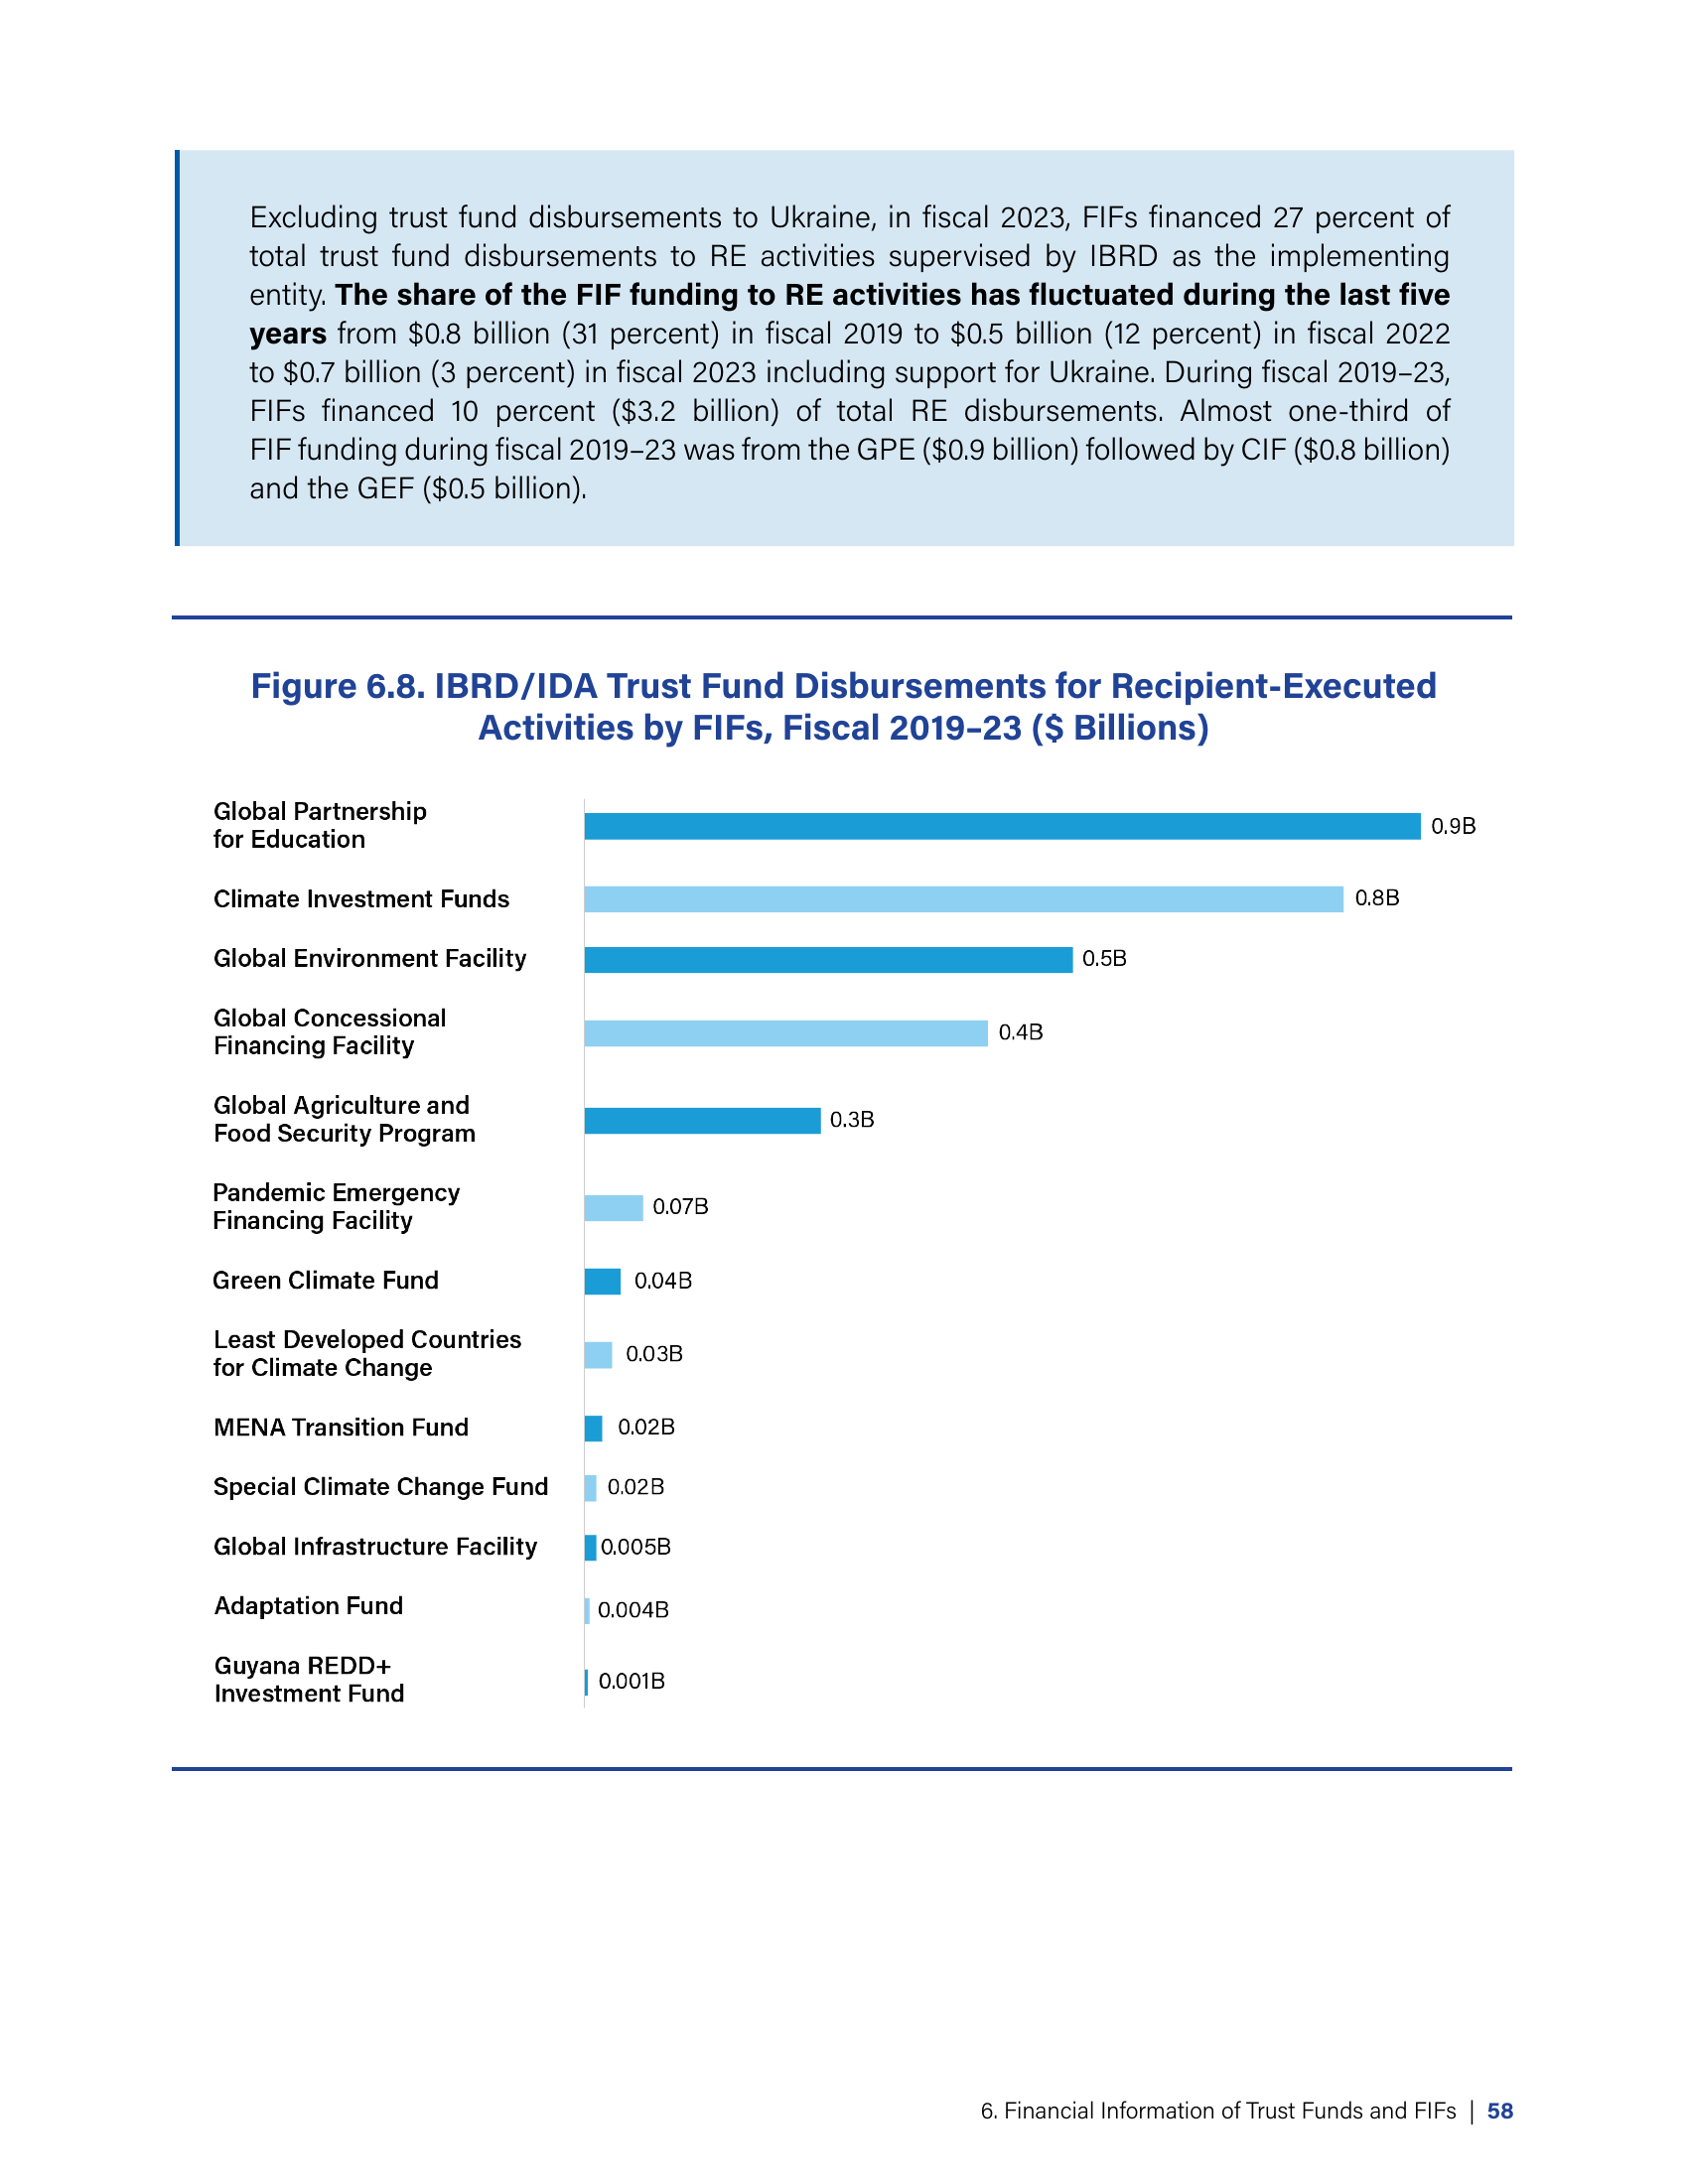 Excluding trust fund disbursements to Ukraine, in fiscal 2023, FIFs financed 27 percent of
total trust fund disbursements to RE activities supervised by IBRD as the implementing
entity. The share of the FIF funding to RE activities has fluctuated during the last five
years from $0.8 billion (31 percent) in fiscal 2019 to $0.5 billion (12 percent) in fiscal 2022
to $0.7 billion (3 percent) in fiscal 2023 including support for Ukraine. During fiscal 2019–23,
FIFs financed 10 percent ($3.2 billion) of total RE disbursements. Almost one-third of
FIF funding during fiscal 2019–23 was from the GPE ($0.9 billion) followed by CIF ($0.8 billion)
and the GEF ($0.5 billion).
Figure 6.8. IBRD/IDA Trust Fund Disbursements for Recipient-Executed
Activities by FIFs, Fiscal 2019–23 ($ Billions)
Global Partnership
for Education
0.9B
Climate Investment Funds
0.8B
Global Environment Facility
0.5B
Global Concessional
Financing Facility
0.4B
Global Agriculture and
Food Security Program
0.3B
Pandemic Emergency
Financing Facility
0.07B
Green Climate Fund
0.04B
Least Developed Countries
for Climate Change
0.03B
MENA Transition Fund
0.02B
Special Climate Change Fund
0.02B
Global Infrastructure Facility
0.005B
Adaptation Fund
0.004B
Guyana REDD+
Investment Fund
0.001B
6. Financial Information of Trust Funds and FIFs | 58